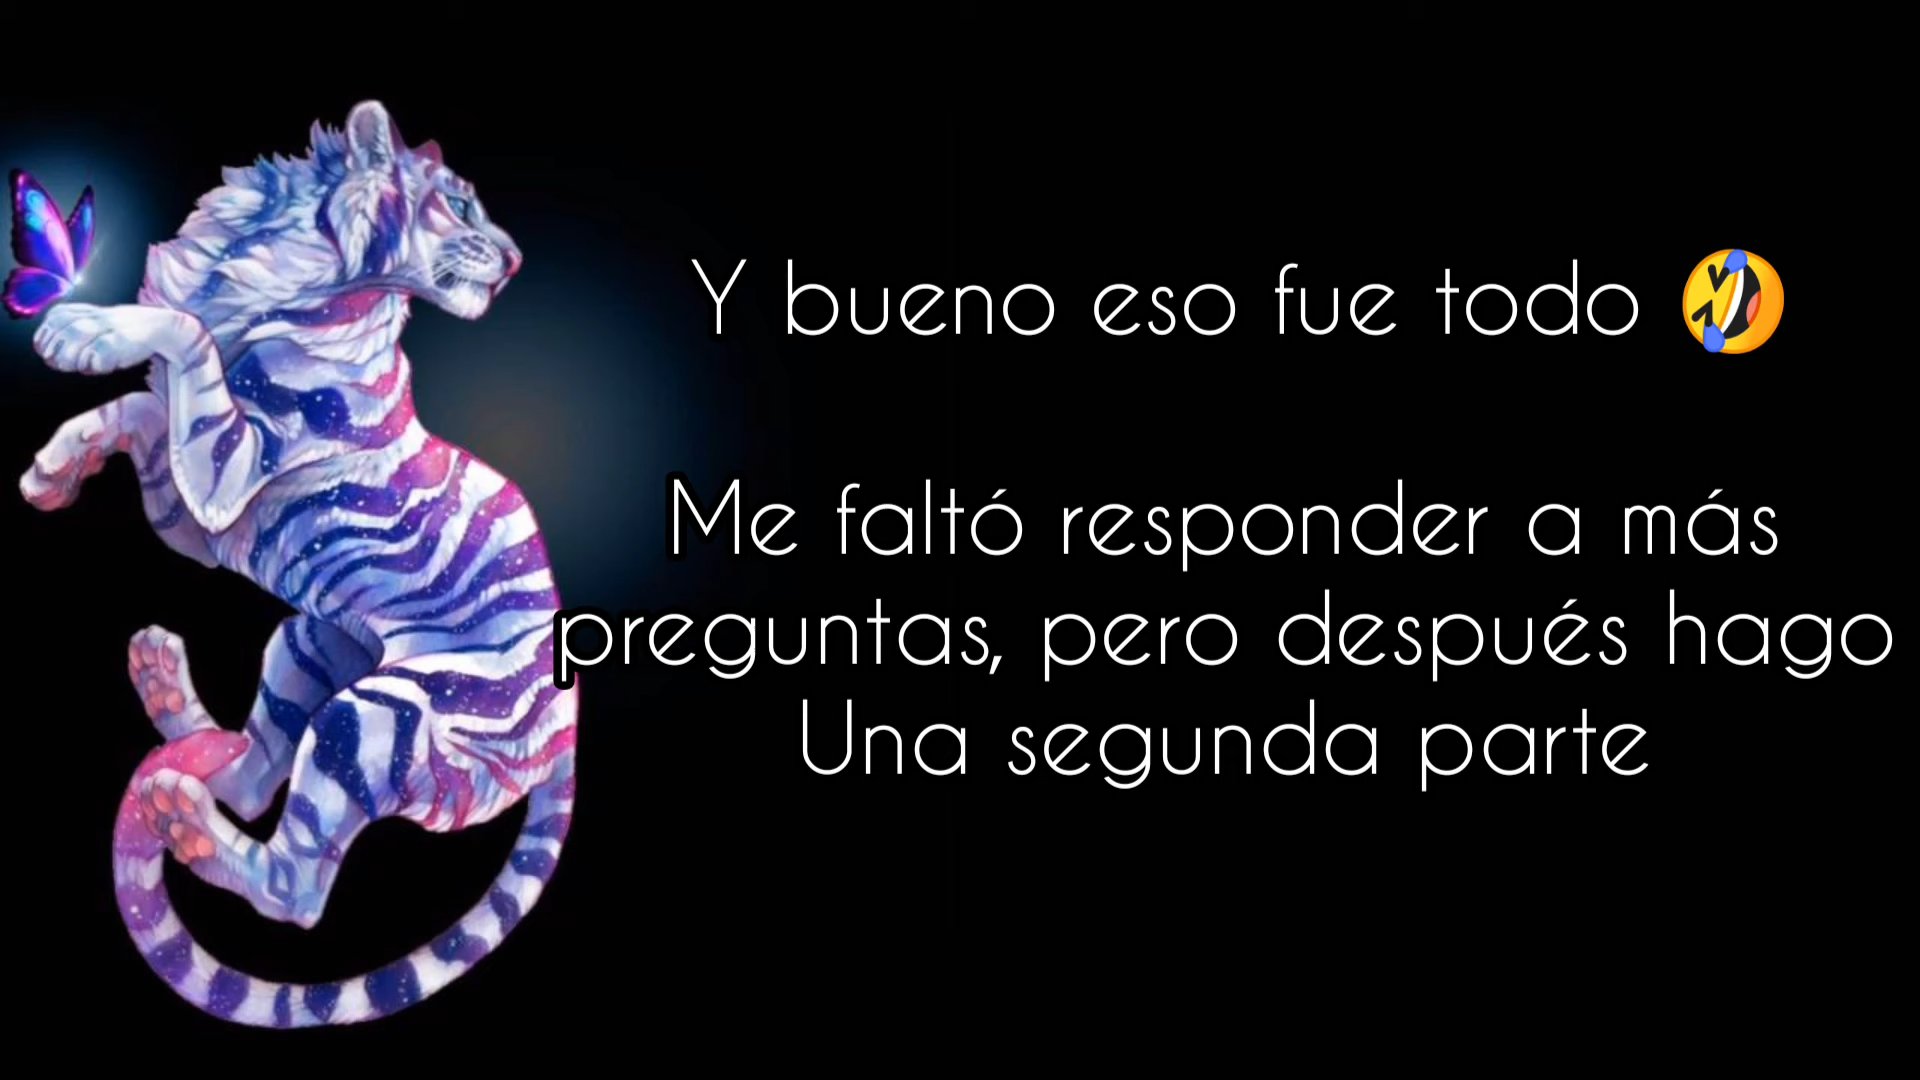 Y bueno eso fue todo 🤣
Me faltó responder a más
preguntas, pero después hago
Una segunda parte